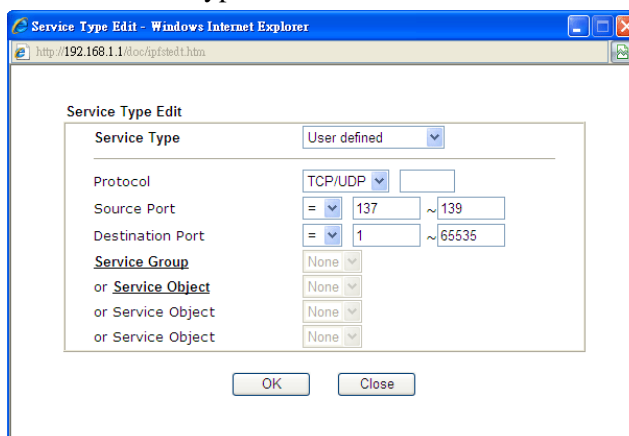 Service Type Edit - Windows Internet Explorer
http://192.168.1.1/doc/ipfstedt.htm
Service Type Edit
Service Type User defined
Protocol TCP/UDP
Source Port = 137 ~ 139
Destination Port = 1 ~ 65535
Service Group None
or Service Object None
or Service Object None
or Service Object None
OK Close